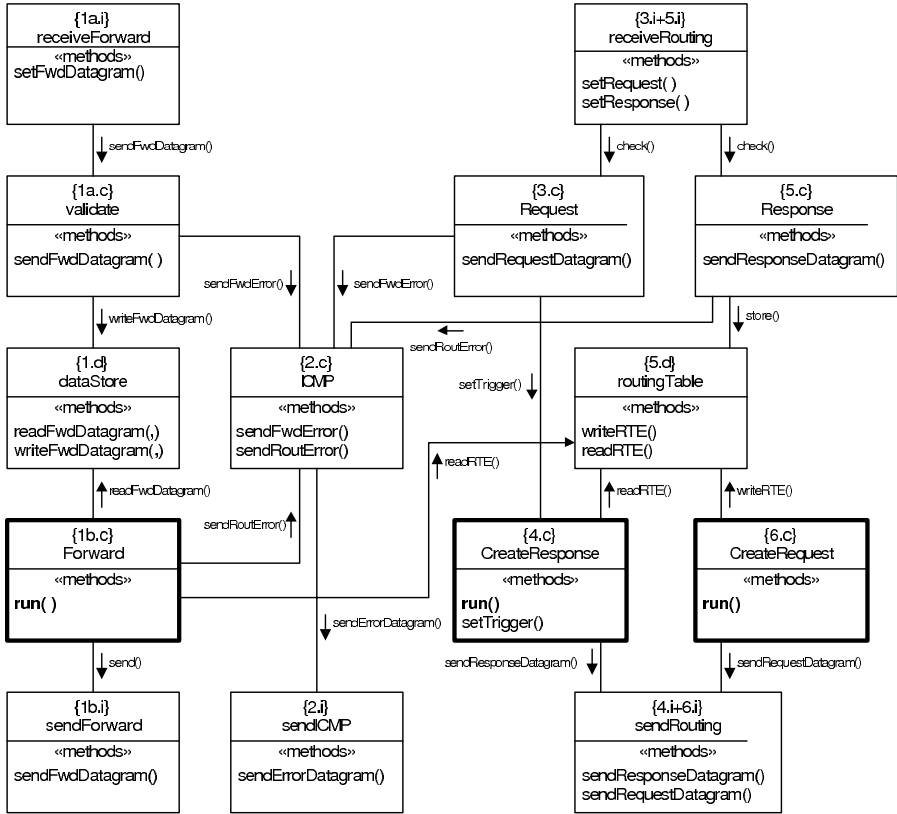 {1a.i}
receiveForward
«methods»
setFwdDatagram()
{3.i+5.i}
receiveRouting
«methods»
setRequest( )
setResponse( )
sendFwdDatagram()
check()
check()
{1a.c}
validate
«methods»
sendFwdDatagram( )
{3.c}
Request
«methods»
sendRequestDatagram()
{5.c}
Response
«methods»
sendResponseDatagram()
sendFwdError()
sendFwdError()
writeFwdDatagram()
store()
sendRoutError()
{1.d}
dataStore
«methods»
readFwdDatagram(,)
writeFwdDatagram(,)
{2.c}
ICMP
«methods»
sendFwdError()
sendRoutError()
setTrigger()
{5.d}
routingTable
«methods»
writeRTE()
readRTE()
readFwdDatagram()
sendRoutError()
readRTE()
readRTE()
writeRTE()
{1b.c}
Forward
«methods»
run( )
{4.c}
CreateResponse
«methods»
run()
setTrigger()
{6.c}
CreateRequest
«methods»
run()
sendErrorDatagram()
send()
sendResponseDatagram()
sendRequestDatagram()
{1b.i}
sendForward
«methods»
sendFwdDatagram()
{2.i}
sendICMP
«methods»
sendErrorDatagram()
{4.i+6.i}
sendRouting
«methods»
sendResponseDatagram()
sendRequestDatagram()